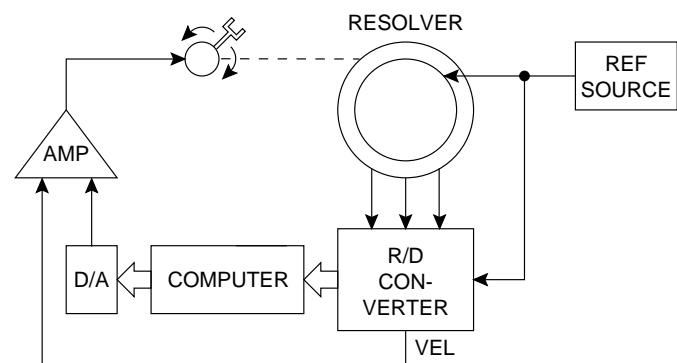 RESOLVER
REF
SOURCE
AMP
D/A
COMPUTER
R/D
CON-
VERTER
VEL